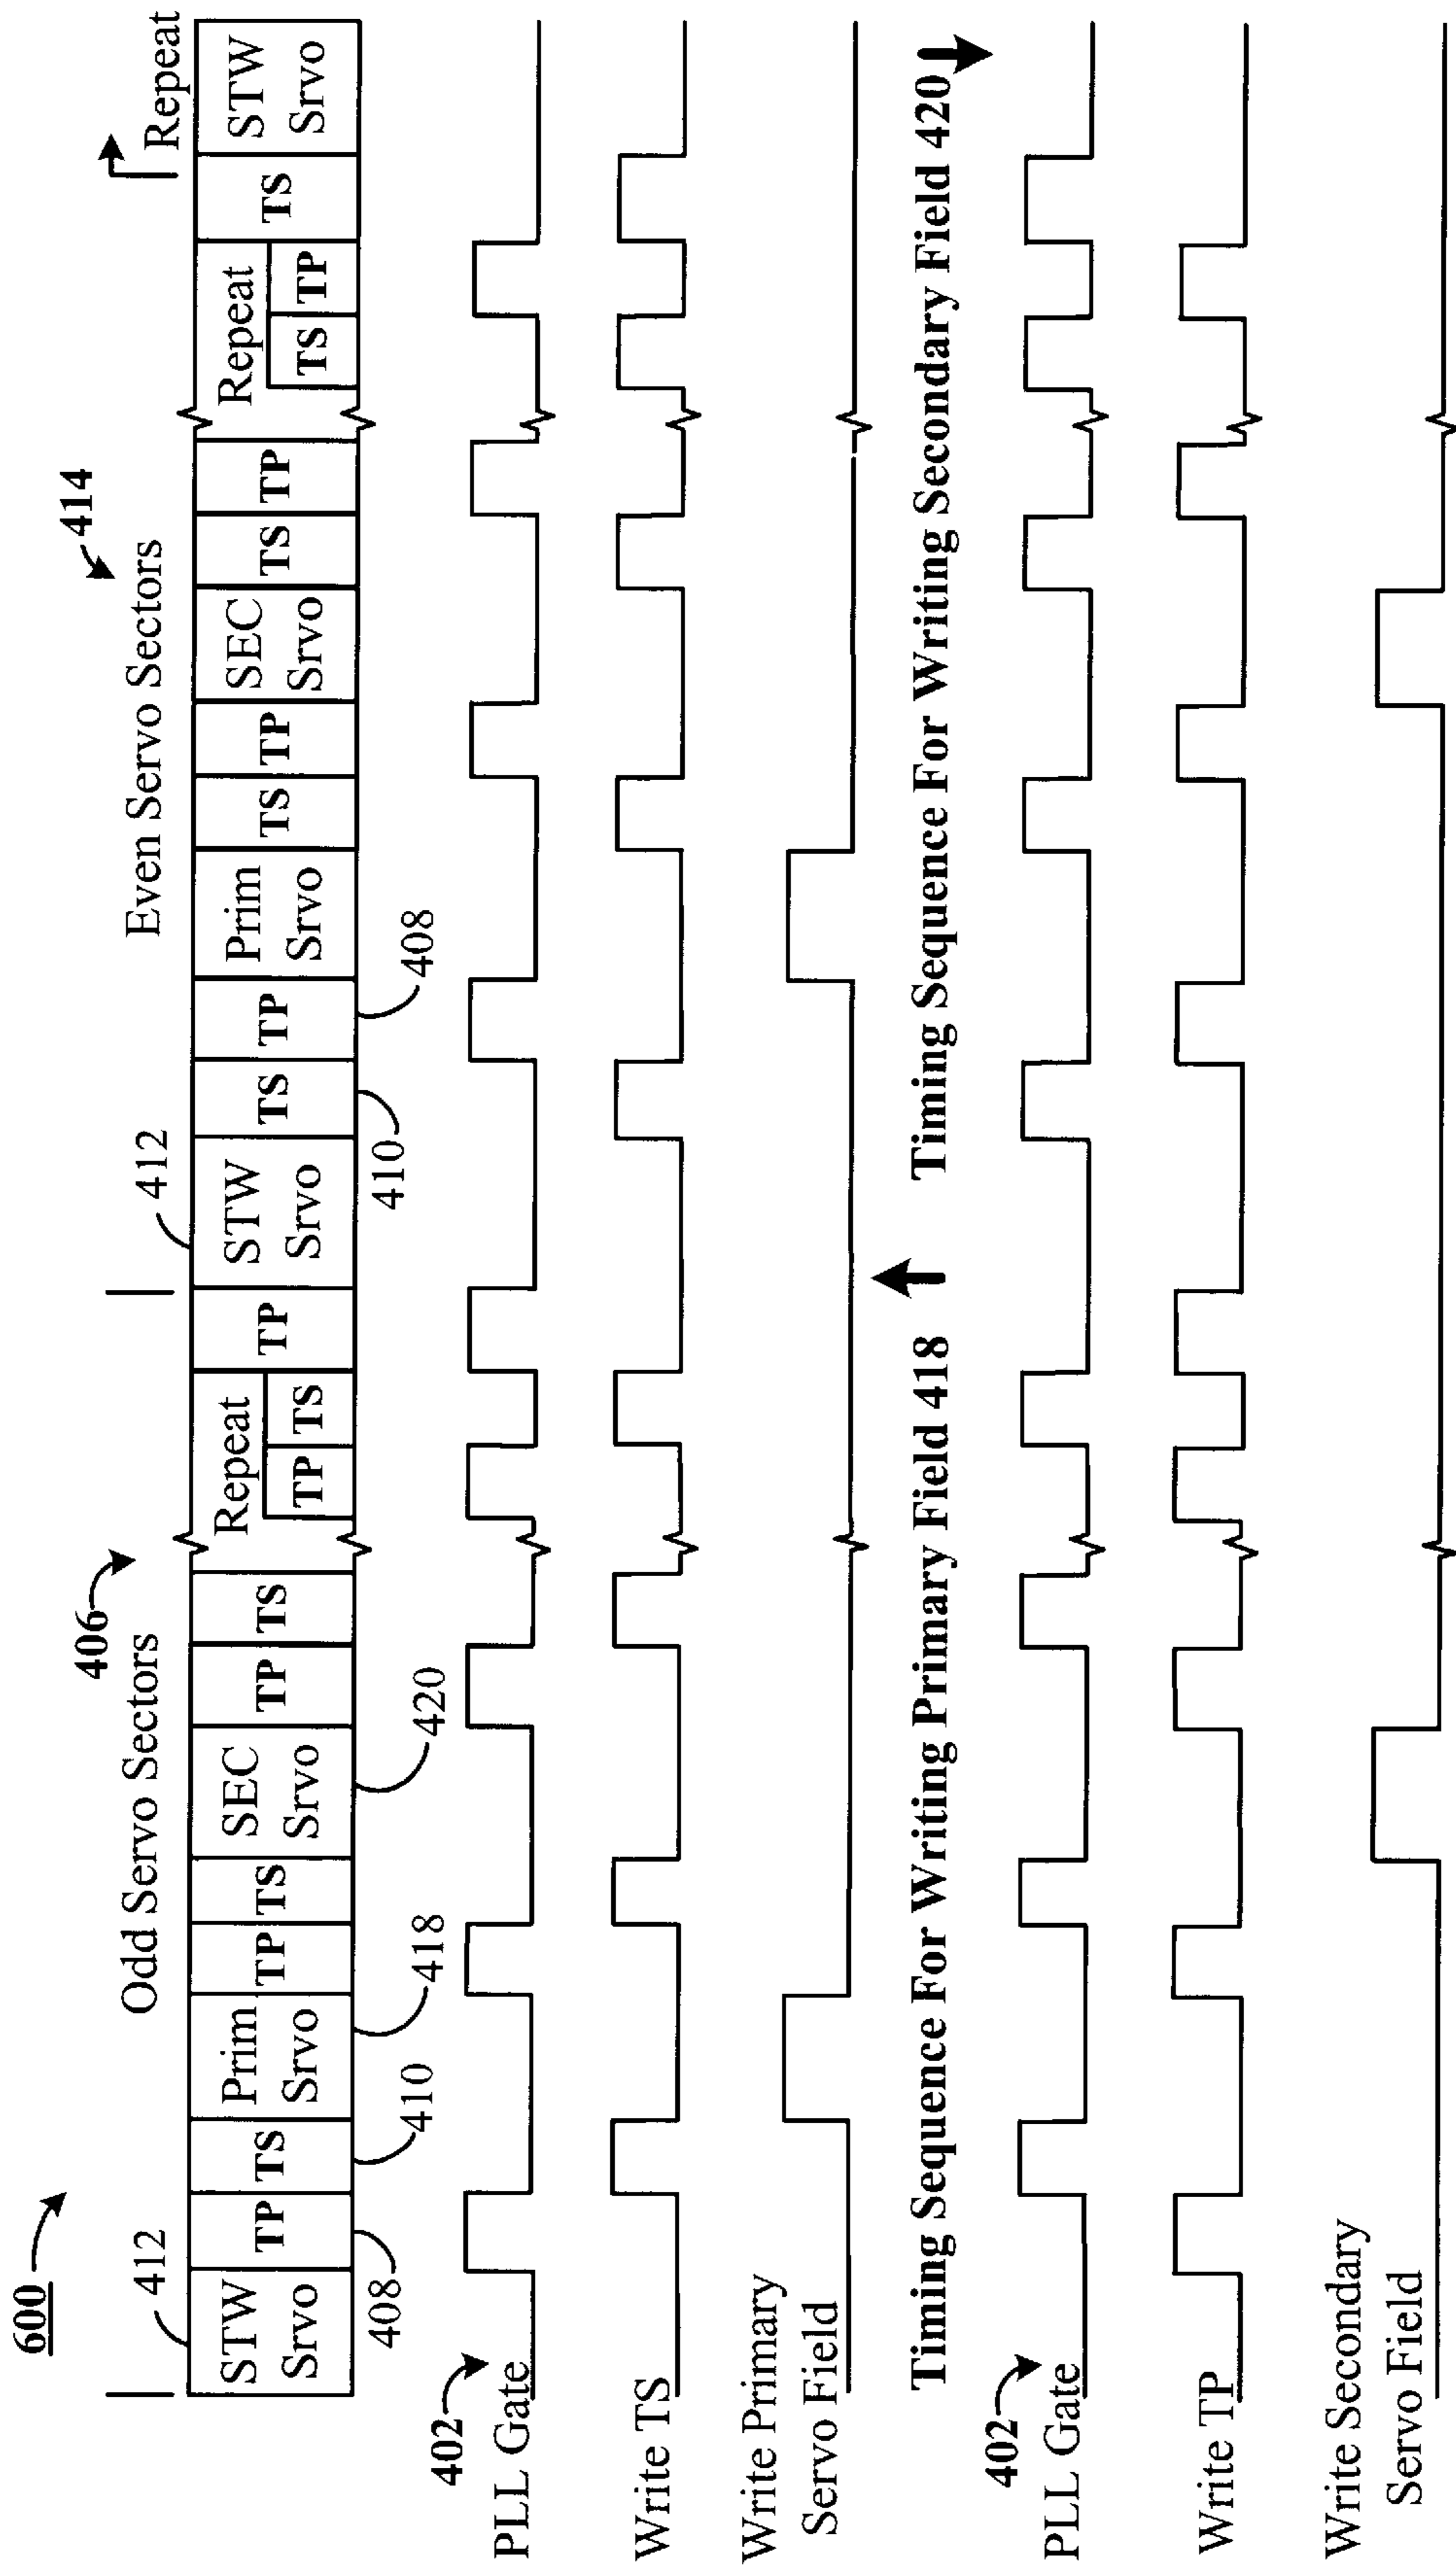 600
406
414
Odd Servo Sectors
Even Servo Sectors
Repeat
412
412
STW
Srvo
TP
TS
Prim
Srvo
TP
TS
SEC
Srvo
TP
TS
Repeat
TP
TS
TP
STW
Srvo
TS
TP
Prim
Srvo
TS
TP
SEC
Srvo
TS
TP
Repeat
TS
TP
TS
STW
Srvo
408
410
418
420
410
408
402
PLL Gate
Write TS
Write Primary
Servo Field
Timing Sequence For Writing Primary Field 418
Timing Sequence For Writing Secondary Field 420
402
PLL Gate
Write TP
Write Secondary
Servo Field